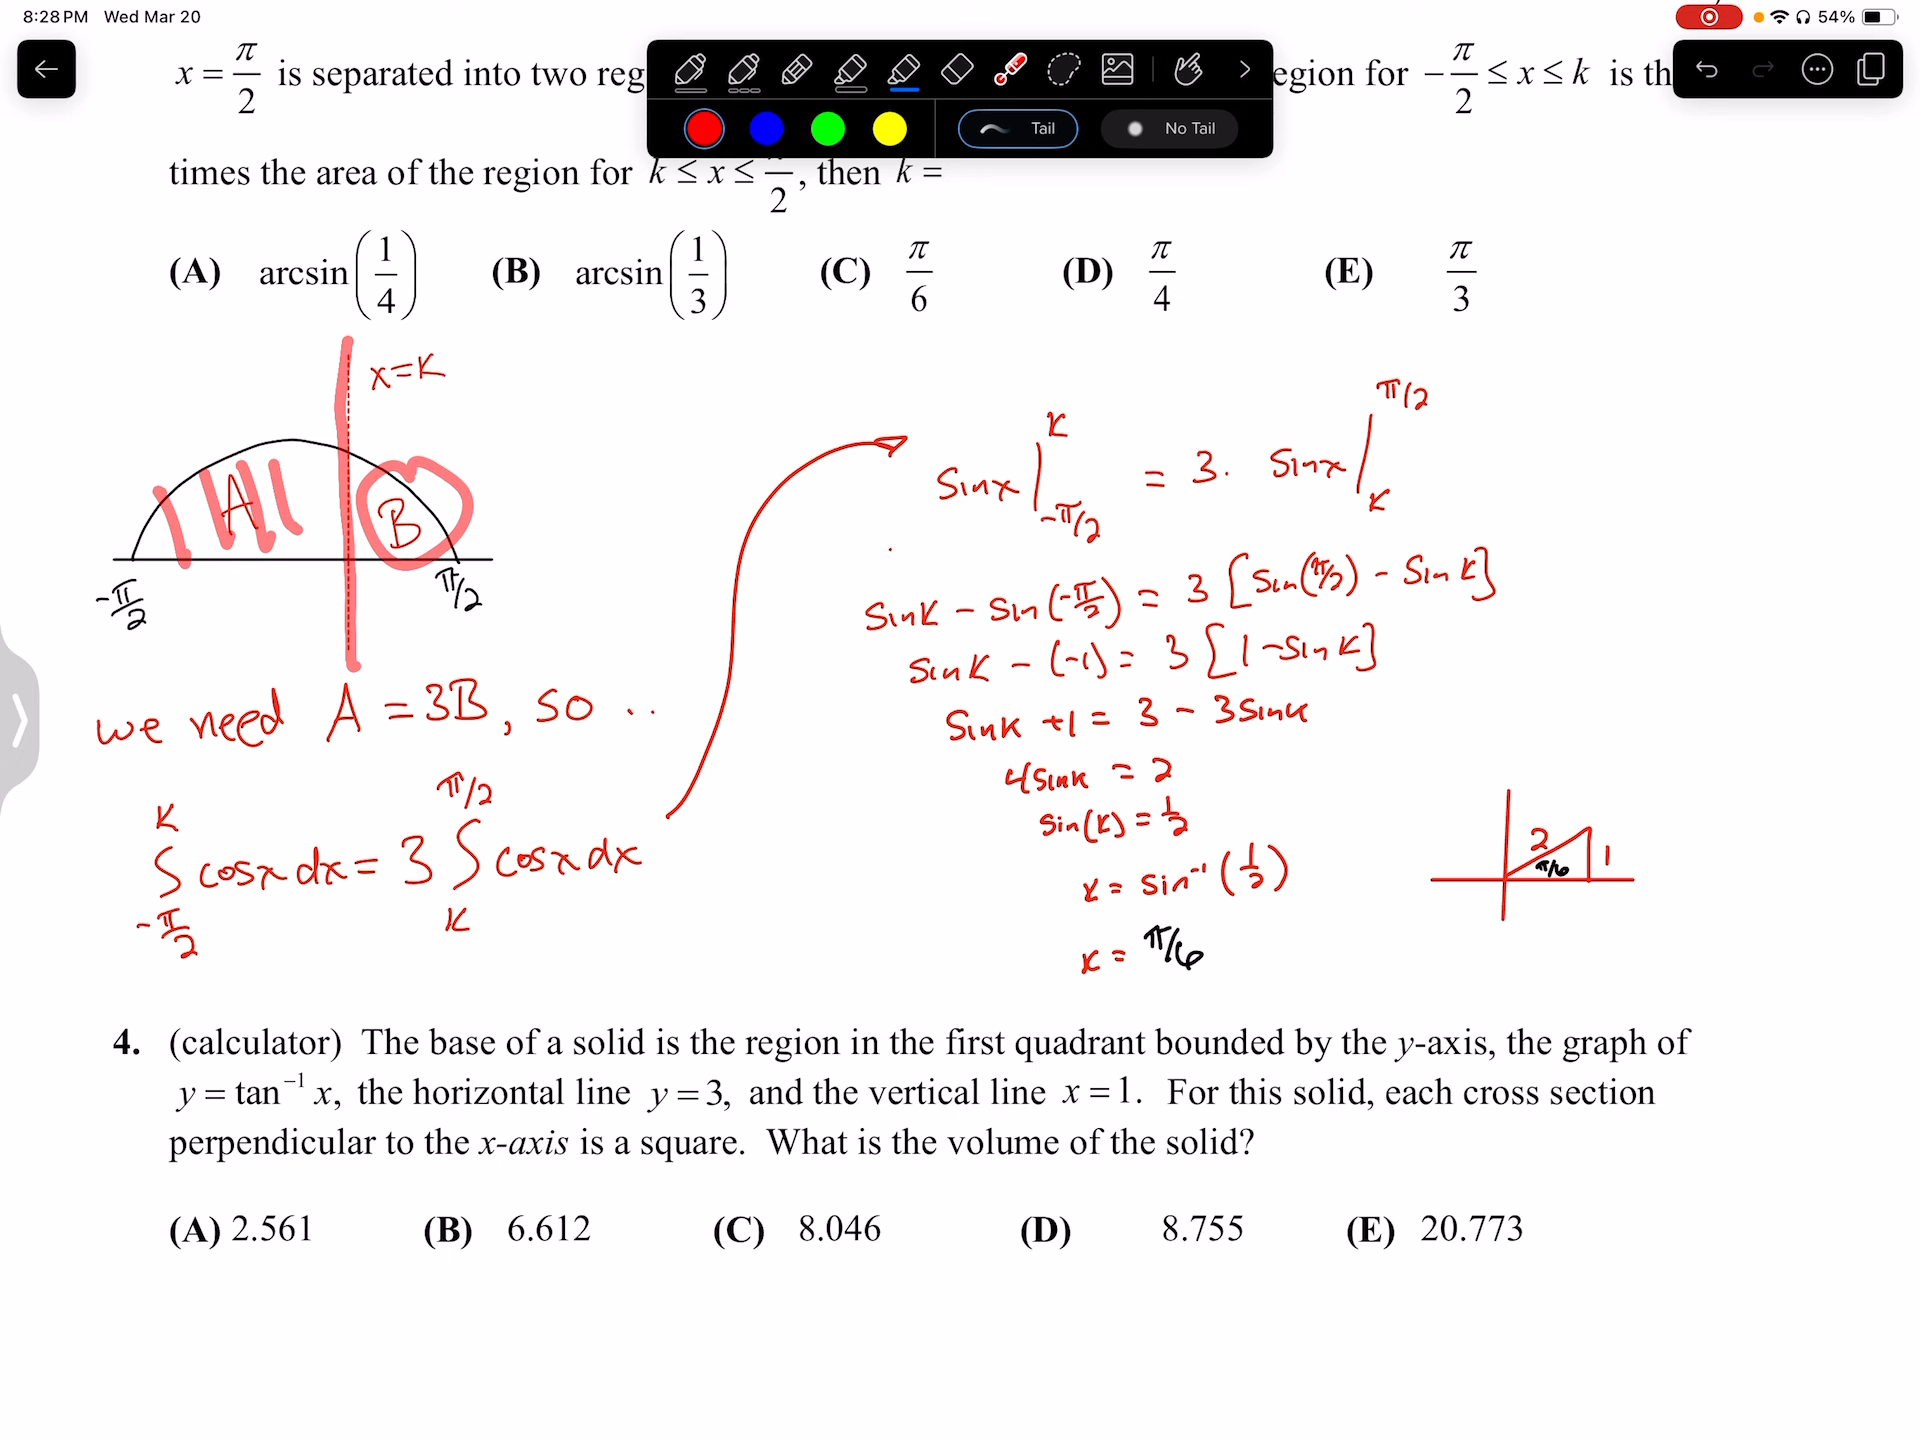 8:28 PM Wed Mar 20 54%
x = π/2 is separated into two reg egion for −π/2 ≤ x ≤ k is th
Tail No Tail
times the area of the region for k ≤ x ≤ /2, then k =
(A) arcsin(1/4) (B) arcsin(1/3) (C) π/6 (D) π/4 (E) π/3
x=K
A B
-π/2 π/2
we need A = 3B, so ..
∫_{-π/2}^{K} cosx dx = 3 ∫_{K}^{π/2} cosx dx
sinx |_{-π/2}^{K} = 3. sinx |_{K}^{π/2}
sinK - sin(-π/2) = 3 [sin(π/2) - sinK]
sinK - (-1) = 3 [1 - sinK]
sinK +1 = 3 - 3sinK
4sinK = 2
sin(K) = 1/2
K = sin⁻¹(1/2)
K = π/6
2 π/6 1
4. (calculator) The base of a solid is the region in the first quadrant bounded by the y-axis, the graph of
y = tan⁻¹ x, the horizontal line y = 3, and the vertical line x = 1. For this solid, each cross section
perpendicular to the x-axis is a square. What is the volume of the solid?
(A) 2.561 (B) 6.612 (C) 8.046 (D) 8.755 (E) 20.773